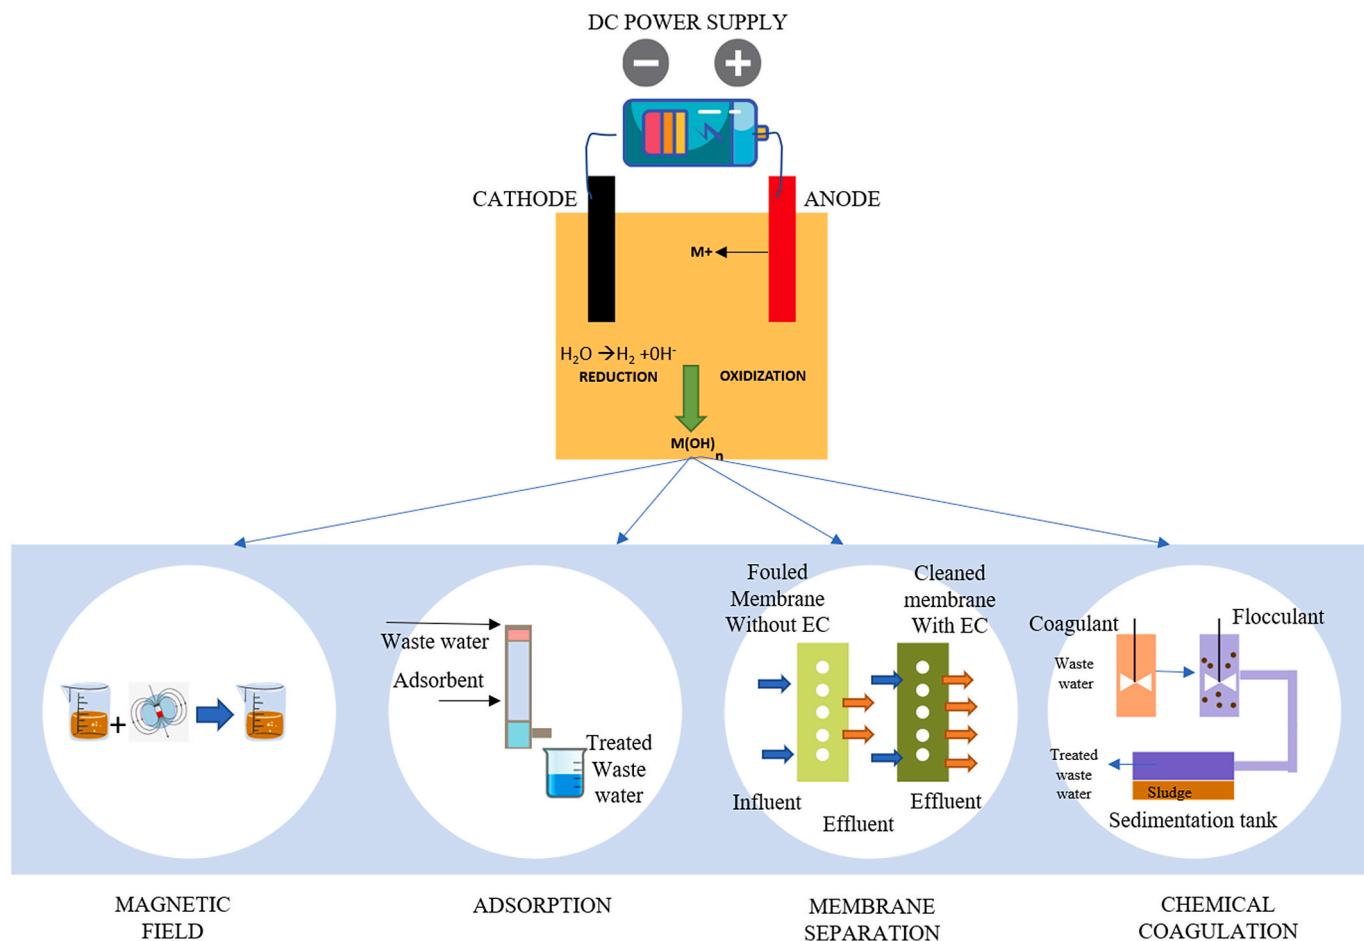 DC POWER SUPPLY
CATHODE
ANODE
M+
H₂O →H₂ +0H⁻
REDUCTION
OXIDIZATION
M(OH)ₙ
Fouled
Membrane
Without EC
Cleaned
membrane
With EC
Waste water
Adsorbent
Treated
Waste
water
Influent
Effluent
Effluent
Coagulant
Flocculant
Waste
water
Treated
waste
water
Sludge
Sedimentation tank
+
MAGNETIC
FIELD
ADSORPTION
MEMBRANE
SEPARATION
CHEMICAL
COAGULATION